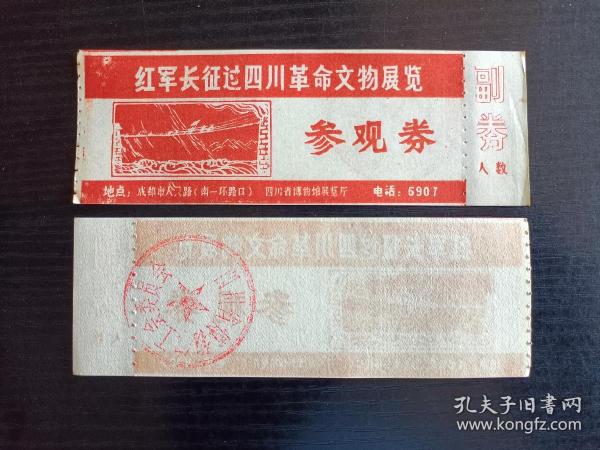 红军长征过四川革命文物展览
参观券
地点：成都市人民路（南一环路口） 四川省博物馆展览厅 电话：6907
副券
人数
孔夫子旧书网
www.kongfz.com